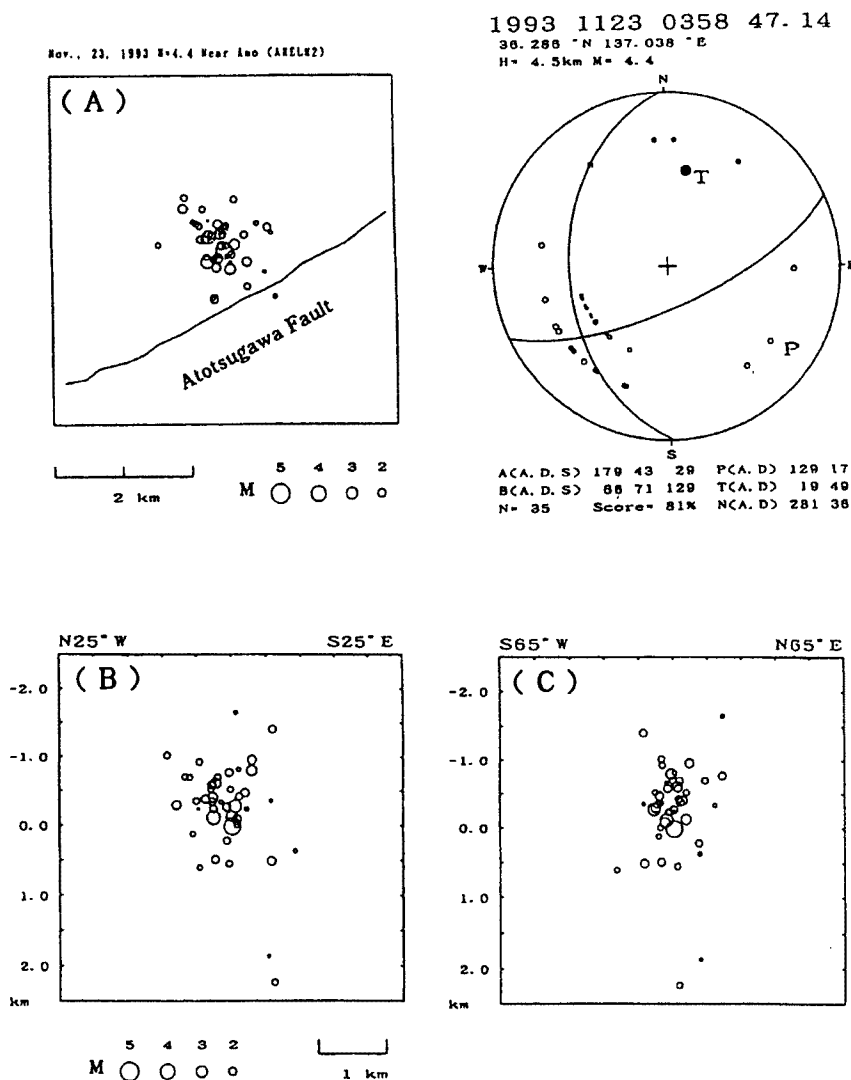 Nov., 23, 1993 M=4.4 Near Amo (AMELM2)
(A)
Atotsugawa Fault
2 km
5 4 3 2
M
1993 1123 0358 47.14
36.286 °N 137.038 °E
H= 4.5km M= 4.4
N
T
W
E
P
S
A(A.D.S) 179 43 29 P(A.D) 129 17
B(A.D.S) 66 71 129 T(A.D) 19 49
N= 35 Score= 81% N(A.D) 281 36
N25°W S25°E
(B)
-2.0
-1.0
0.0
1.0
2.0
km
5 4 3 2
M
1 km
S65°W N65°E
(C)
-2.0
-1.0
0.0
1.0
2.0
km